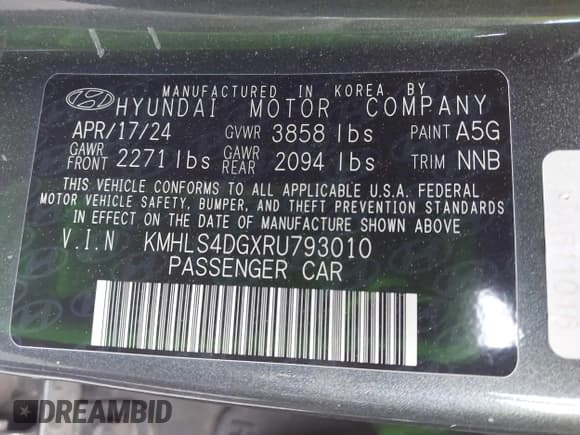 MANUFACTURED IN KOREA BY
HYUNDAI MOTOR COMPANY
APR/17/24 GVWR 3858 lbs PAINT A5G
GAWR FRONT 2271 lbs GAWR REAR 2094 lbs TRIM NNB
THIS VEHICLE CONFORMS TO ALL APPLICABLE U.S.A. FEDERAL
MOTOR VEHICLE SAFETY, BUMPER, AND THEFT PREVENTION STANDARDS
IN EFFECT ON THE DATE OF MANUFACTURE SHOWN ABOVE
V.I.N KMHLS4DGXRU793010
PASSENGER CAR
DREAMBID